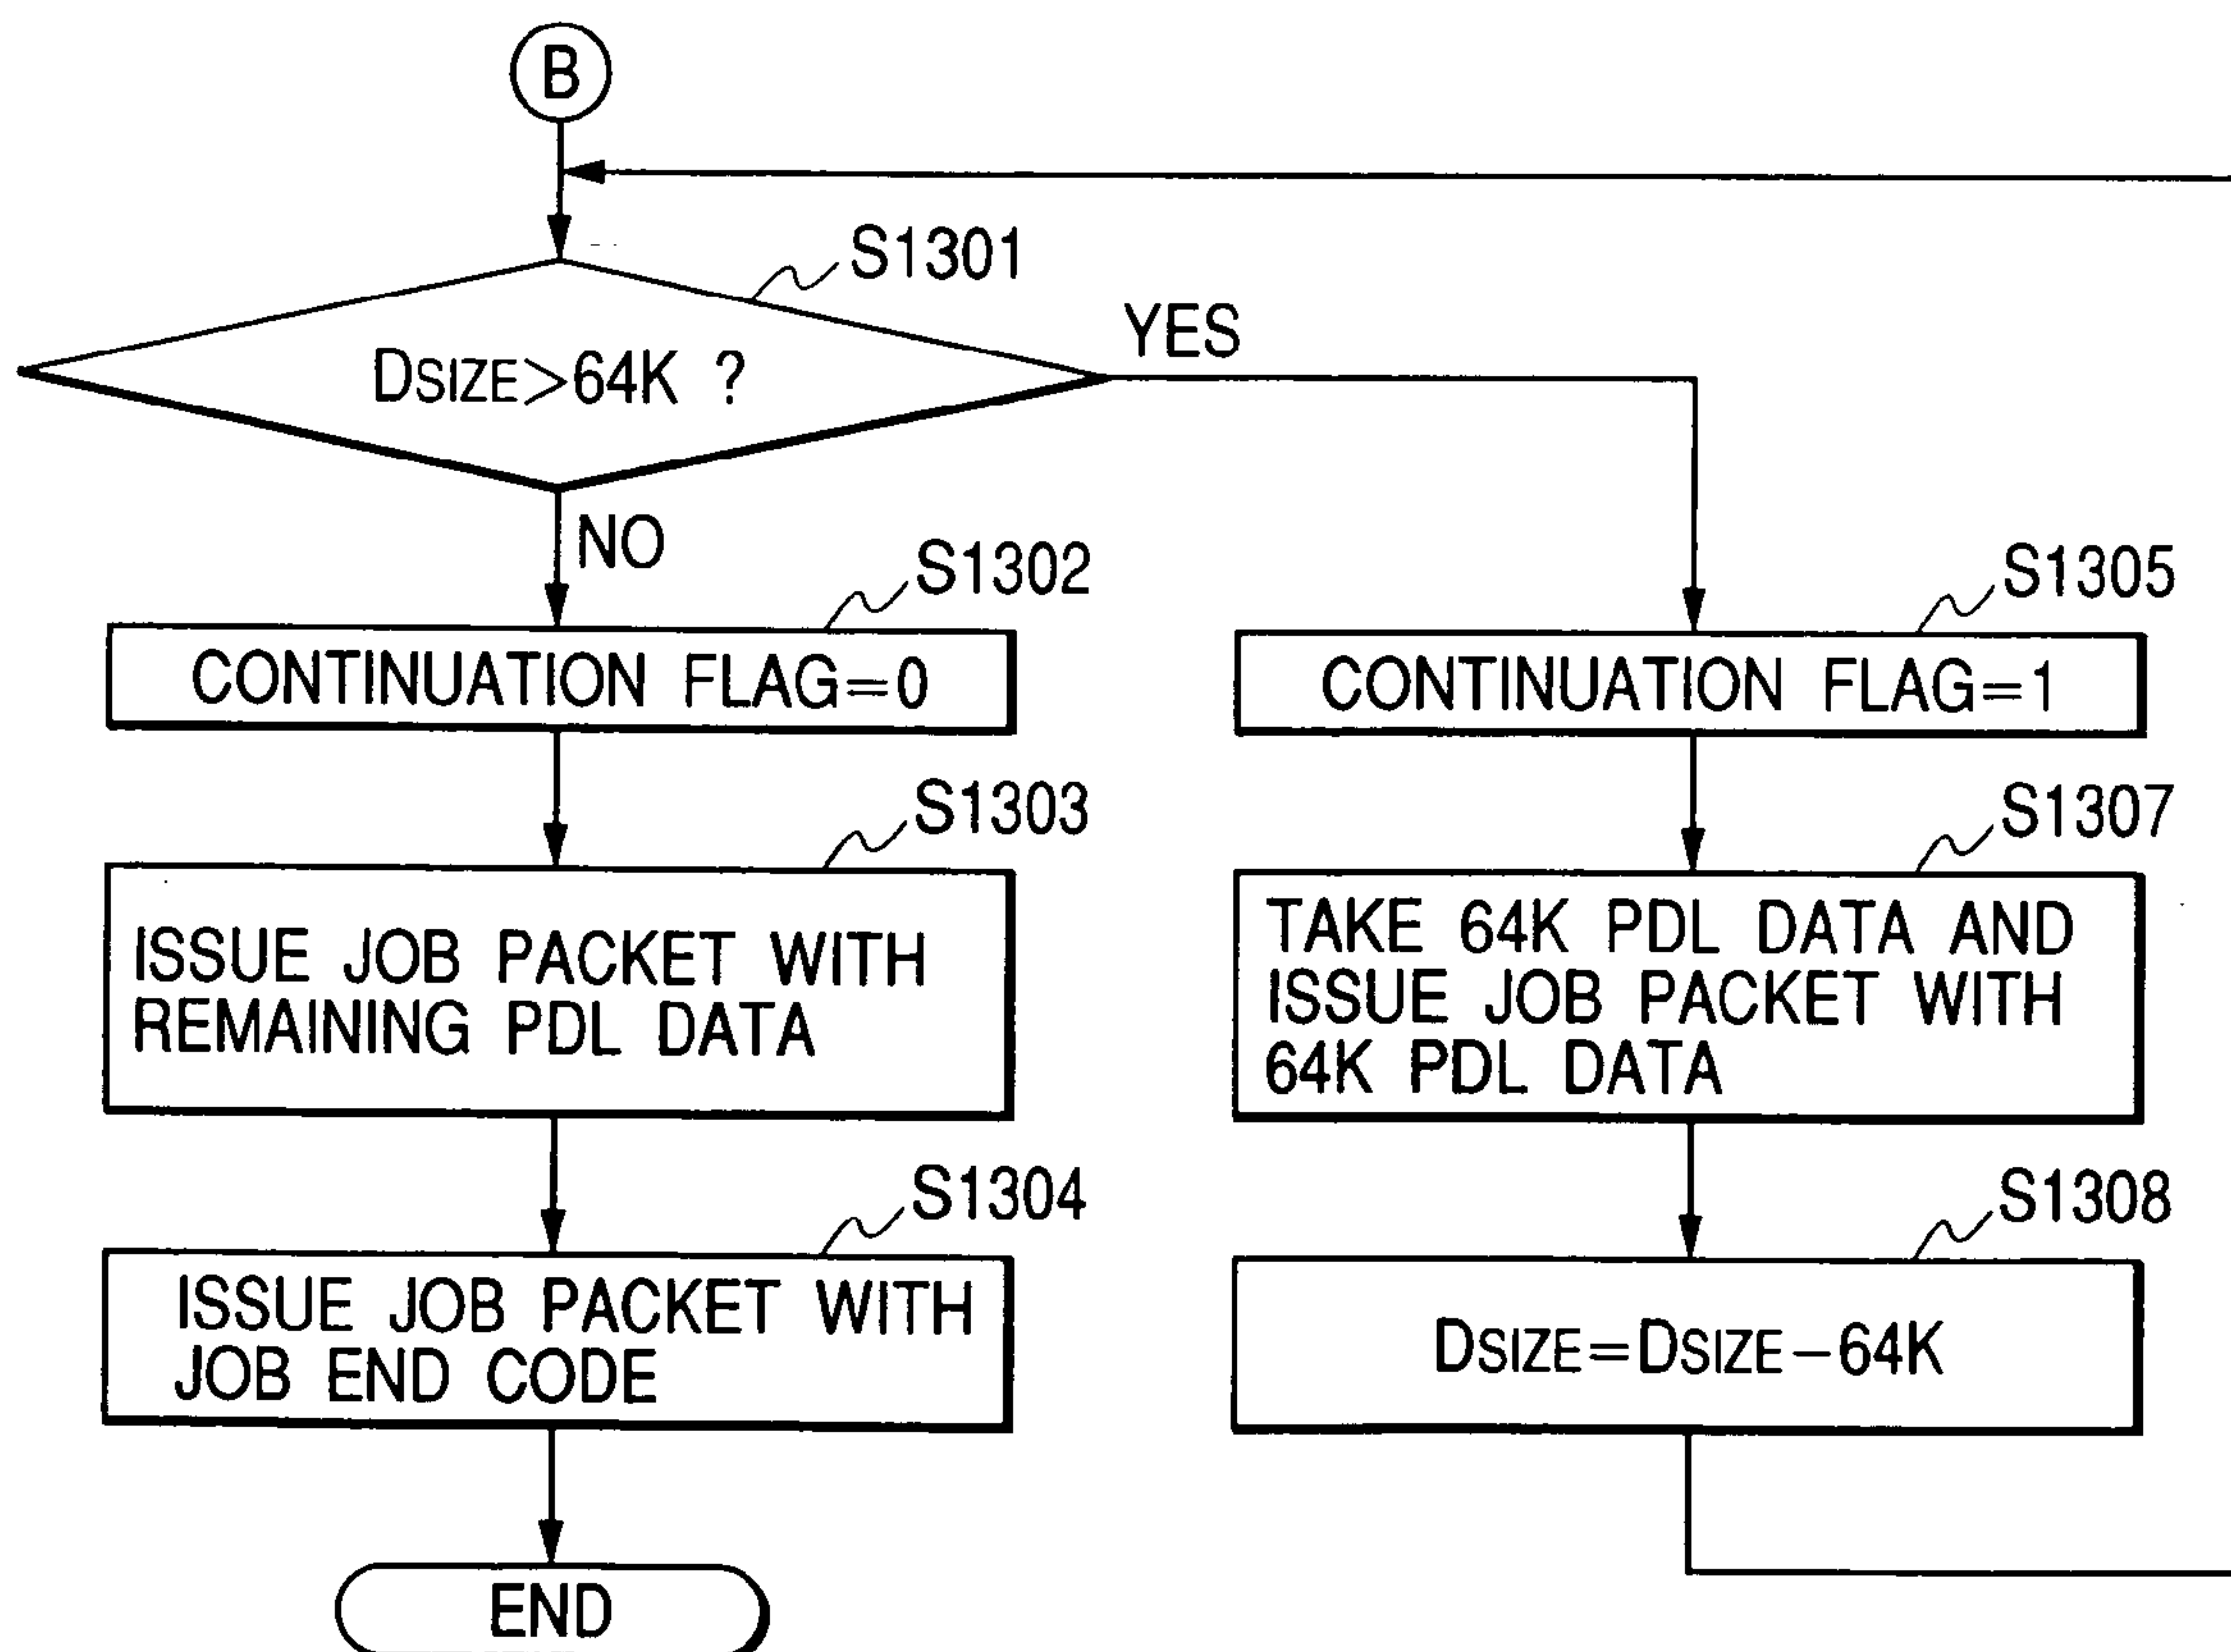 B
S1301
DSIZE>64K ?
YES
NO
S1302
CONTINUATION FLAG=0
S1305
CONTINUATION FLAG=1
S1303
ISSUE JOB PACKET WITH
REMAINING PDL DATA
S1307
TAKE 64K PDL DATA AND
ISSUE JOB PACKET WITH
64K PDL DATA
S1304
ISSUE JOB PACKET WITH
JOB END CODE
S1308
DSIZE=DSIZE−64K
END